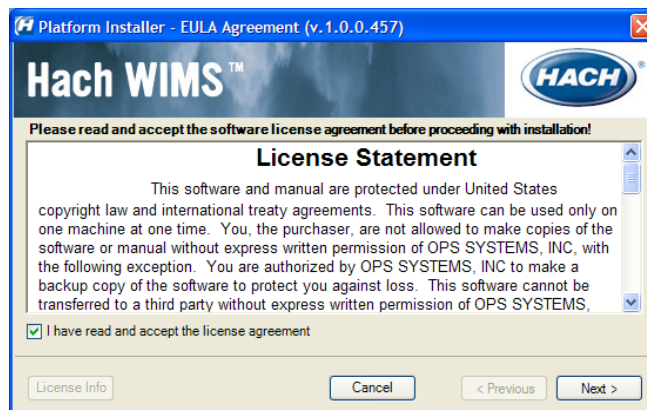 Platform Installer - EULA Agreement (v.1.0.0.457)
Hach WIMS™
HACH®
Please read and accept the software license agreement before proceeding with installation!
License Statement
This software and manual are protected under United States
copyright law and international treaty agreements. This software can be used only on
one machine at one time. You, the purchaser, are not allowed to make copies of the
software or manual without express written permission of OPS SYSTEMS, INC, with
the following exception. You are authorized by OPS SYSTEMS, INC to make a
backup copy of the software to protect you against loss. This software cannot be
transferred to a third party without express written permission of OPS SYSTEMS,
I have read and accept the license agreement
License Info
Cancel
< Previous
Next >